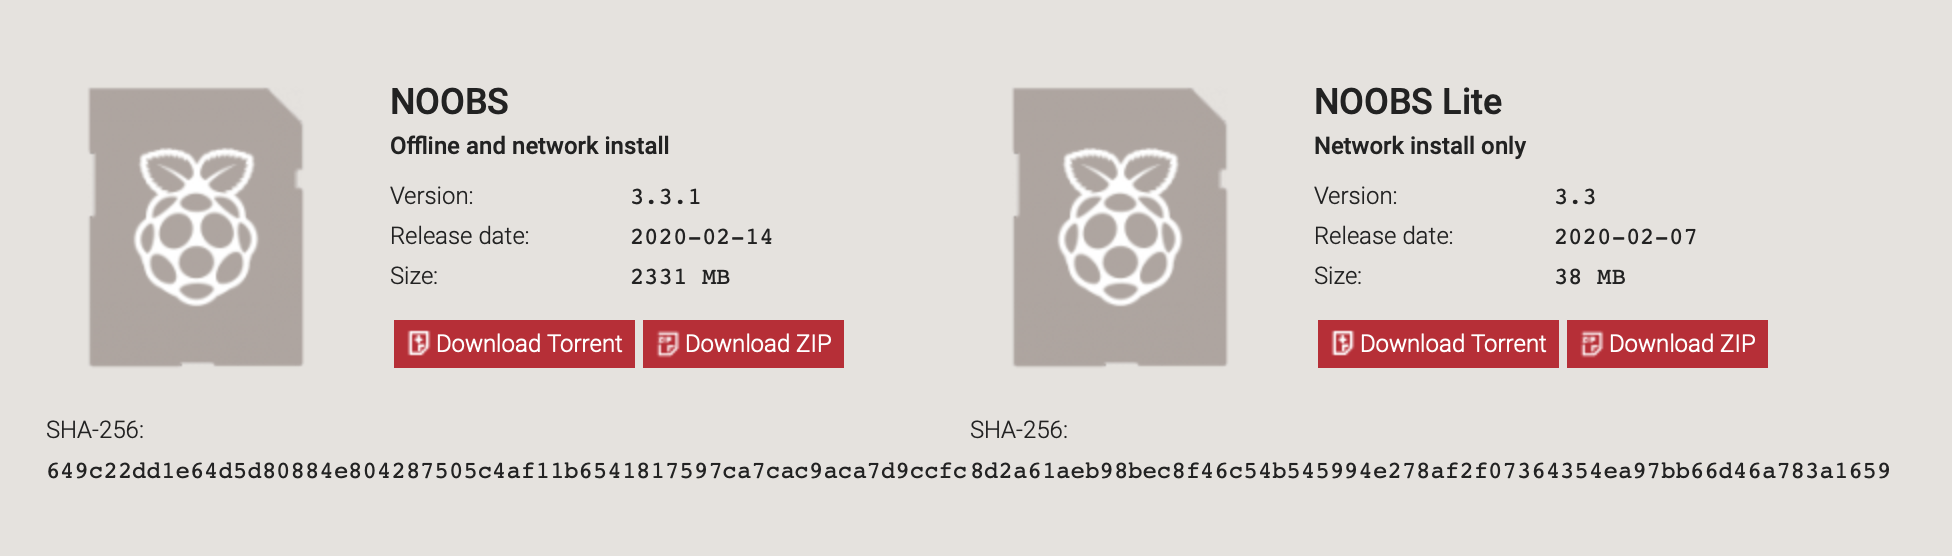 NOOBS
Offline and network install
Version: 3.3.1
Release date: 2020-02-14
Size: 2331 MB
Download Torrent Download ZIP
SHA-256:
649c22dd1e64d5d80884e804287505c4af11b6541817597ca7cac9aca7d9ccfc
NOOBS Lite
Network install only
Version: 3.3
Release date: 2020-02-07
Size: 38 MB
Download Torrent Download ZIP
SHA-256:
8d2a61aeb98bec8f46c54b545994e278af2f07364354ea97bb66d46a783a1659